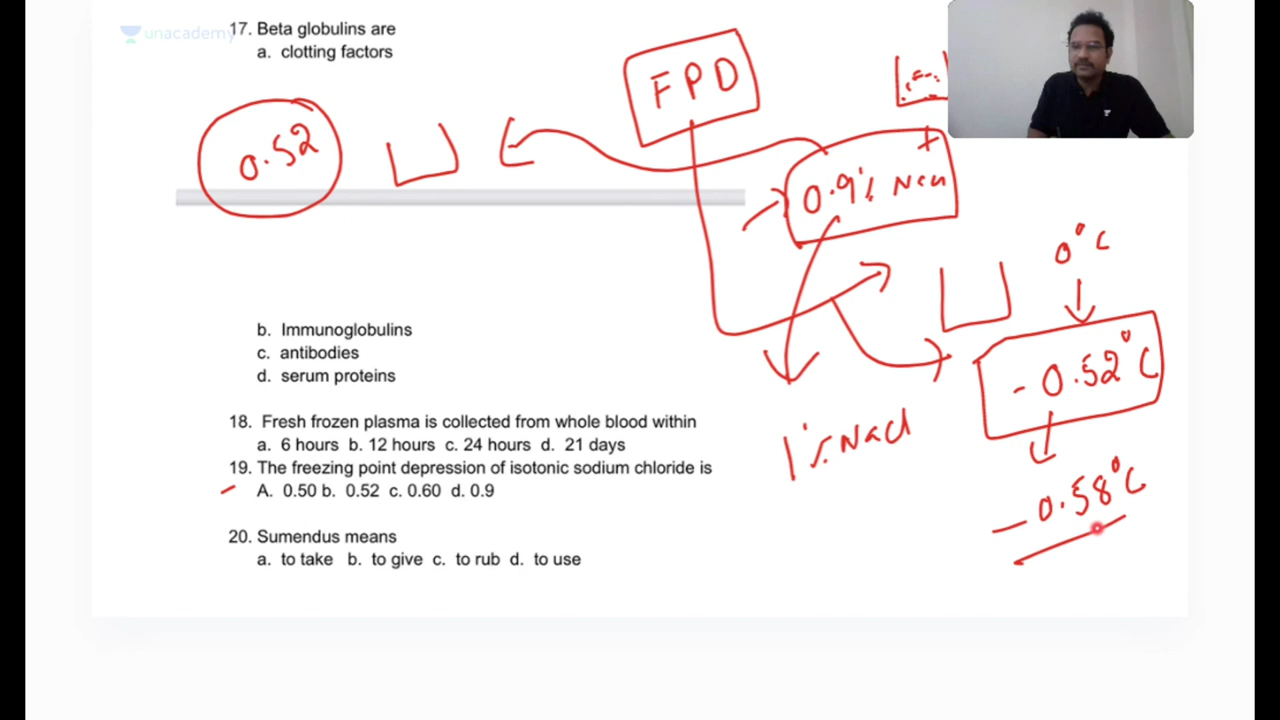 unacademy
17. Beta globulins are
a. clotting factors
FPD
0.52
+
0.9% Nacl
0°C
-0.52°C
b. Immunoglobulins
c. antibodies
d. serum proteins
1% Nacl
18. Fresh frozen plasma is collected from whole blood within
a. 6 hours b. 12 hours c. 24 hours d. 21 days
19. The freezing point depression of isotonic sodium chloride is
A. 0.50 b. 0.52 c. 0.60 d. 0.9
-0.58°C
20. Sumendus means
a. to take b. to give c. to rub d. to use